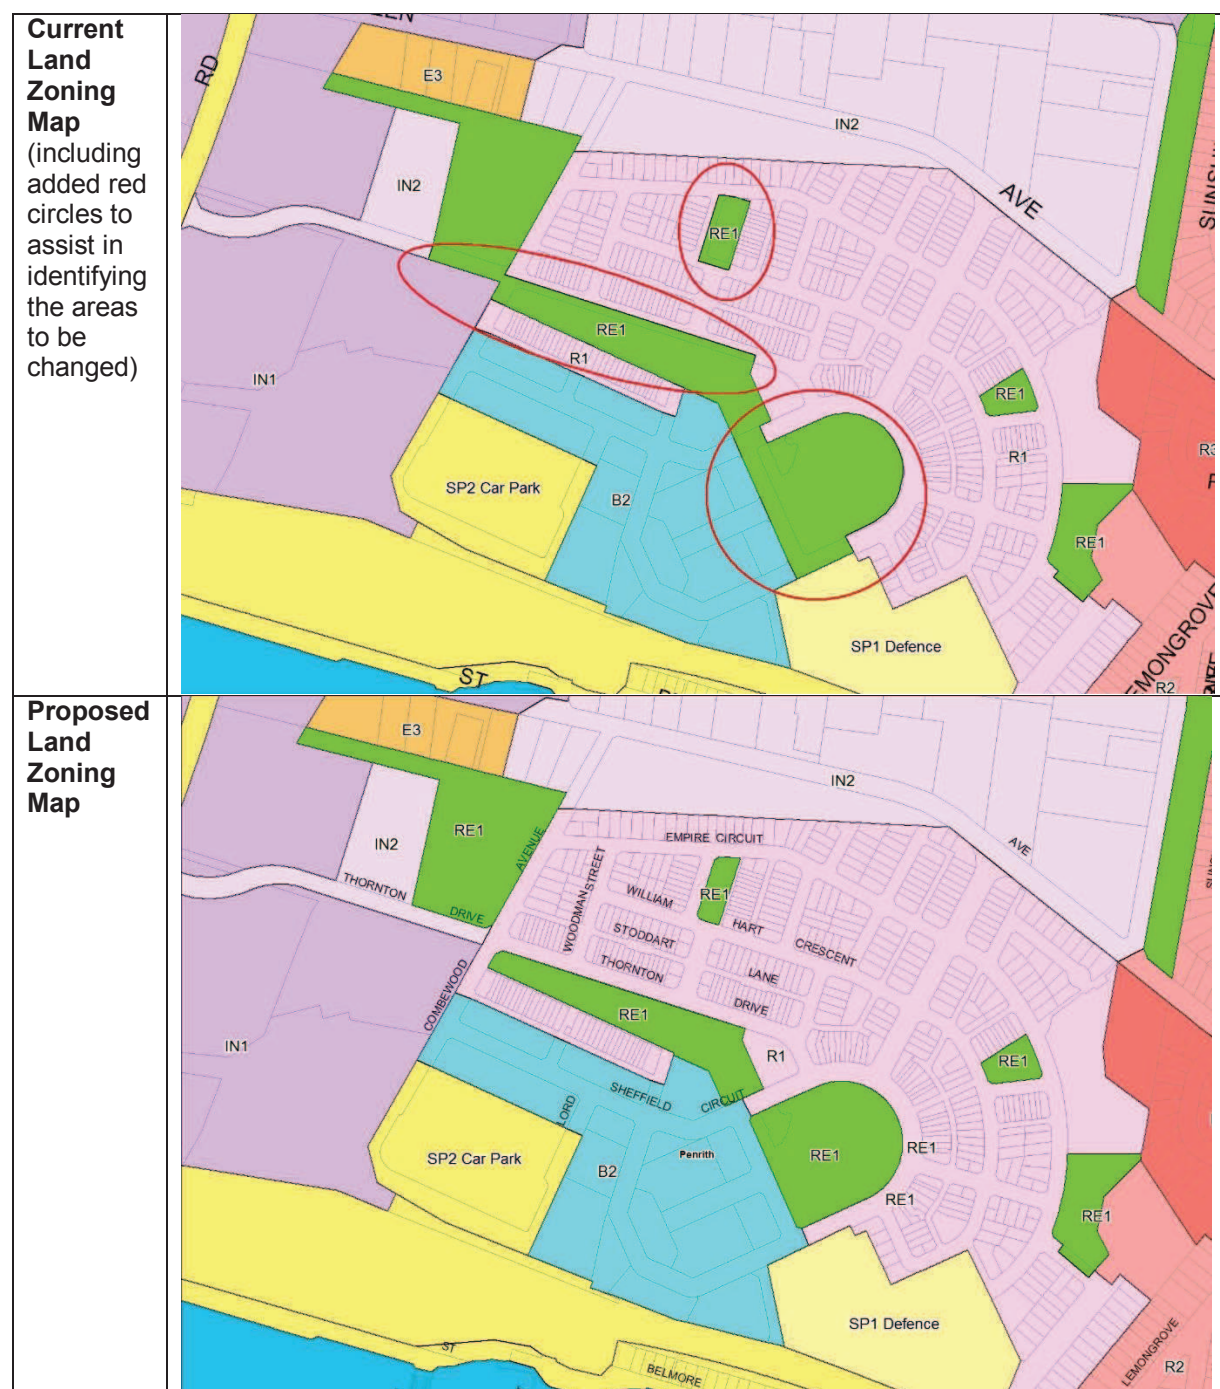 Current
Land
Zoning
Map
(including
added red
circles to
assist in
identifying
the areas
to be
changed)
RD
E3
IN2
IN2
AVE
RE1
RE1
R1
IN1
RE1
R1
SP2 Car Park
B2
RE1
SP1 Defence
ST
R2
Proposed
Land
Zoning
Map
E3
IN2
RE1
IN2
AVENUE
EMPIRE CIRCUIT
AVE
THORNTON
DRIVE
WOODMAN STREET
WILLIAM
RE1
HART
STODDART
CRESCENT
THORNTON
LANE
DRIVE
COMBEWOOD
RE1
IN1
R1
RE1
SHEFFIELD
CIRCUIT
LORD
SP2 Car Park
B2
Penrith
RE1
RE1
RE1
RE1
SP1 Defence
ST
BELMORE
LEMONGROVE
R2